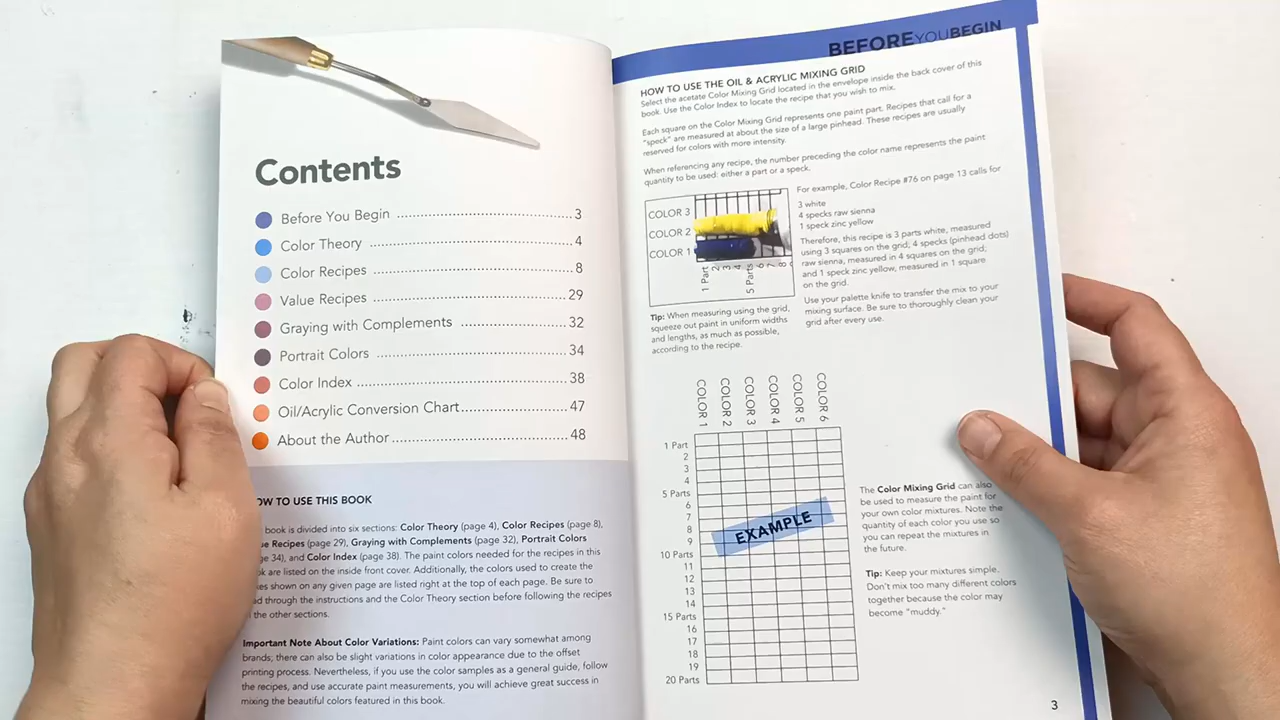 Contents
Before You Begin ................................ 3
Color Theory ..................................... 4
Color Recipes .................................... 8
Value Recipes .................................... 29
Graying with Complements ................... 32
Portrait Colors ................................... 34
Color Index ....................................... 38
Oil/Acrylic Conversion Chart................... 47
About the Author ................................ 48
OW TO USE THIS BOOK
book is divided into six sections: Color Theory (page 4), Color Recipes (page 8),
Recipes (page 29), Graying with Complements (page 32), Portrait Colors
34), and Color Index (page 38). The paint colors needed for the recipes in this
are listed on the inside front cover. Additionally, the colors used to create the
shown on any given page are listed right at the top of each page. Be sure to
through the instructions and the Color Theory section before following the recipes
the other sections.
Important Note About Color Variations: Paint colors can vary somewhat among
brands; there can also be slight variations in color appearance due to the offset
printing process. Nevertheless, if you use the color samples as a general guide, follow
the recipes, and use accurate paint measurements, you will achieve great success in
mixing the beautiful colors featured in this book.
BEFOREYOUBEGIN
HOW TO USE THE OIL & ACRYLIC MIXING GRID
Select the acetate Color Mixing Grid located in the envelope inside the back cover of this
book. Use the Color Index to locate the recipe that you wish to mix.
Each square on the Color Mixing Grid represents one paint part. Recipes that call for a
"speck" are measured at about the size of a large pinhead. These recipes are usually
reserved for colors with more intensity.
When referencing any recipe, the number preceding the color name represents the paint
quantity to be used: either a part or a speck.
COLOR 3
COLOR 2
COLOR 1
1 Part
2
3
4
5 Parts
6
7
8
For example, Color Recipe #76 on page 13 calls for
3 white
4 specks raw sienna
1 speck zinc yellow
Therefore, this recipe is 3 parts white, measured
using 3 squares on the grid; 4 specks (pinhead dots)
raw sienna, measured in 4 squares on the grid;
and 1 speck zinc yellow, measured in 1 square
on the grid.
Use your palette knife to transfer the mix to your
mixing surface. Be sure to thoroughly clean your
grid after every use.
Tip: When measuring using the grid,
squeeze out paint in uniform widths
and lengths, as much as possible,
according to the recipe.
COLOR 1
COLOR 2
COLOR 3
COLOR 4
COLOR 5
COLOR 6
1 Part
2
3
4
5 Parts
6
7
8
9
10 Parts
11
12
13
14
15 Parts
16
17
18
19
20 Parts
EXAMPLE
The Color Mixing Grid can also
be used to measure the paint for
your own color mixtures. Note the
quantity of each color you use so
you can repeat the mixtures in
the future.
Tip: Keep your mixtures simple.
Don't mix too many different colors
together because the color may
become "muddy."
3